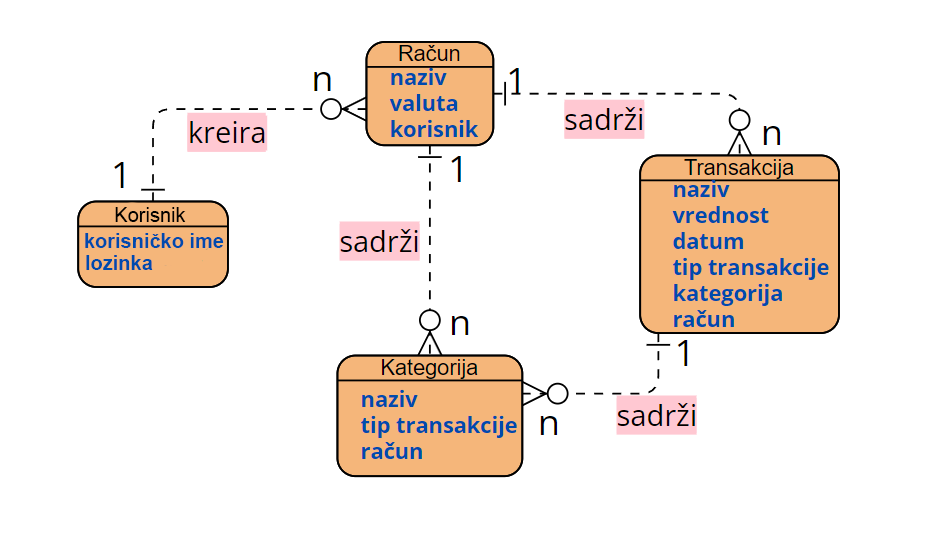 Račun
naziv
valuta
korisnik
n
kreira
1
Korisnik
korisničko ime
lozinka
1
sadrži
n
Transakcija
naziv
vrednost
datum
tip transakcije
kategorija
račun
1
sadrži
n
Kategorija
naziv
tip transakcije
račun
1
sadrži
n